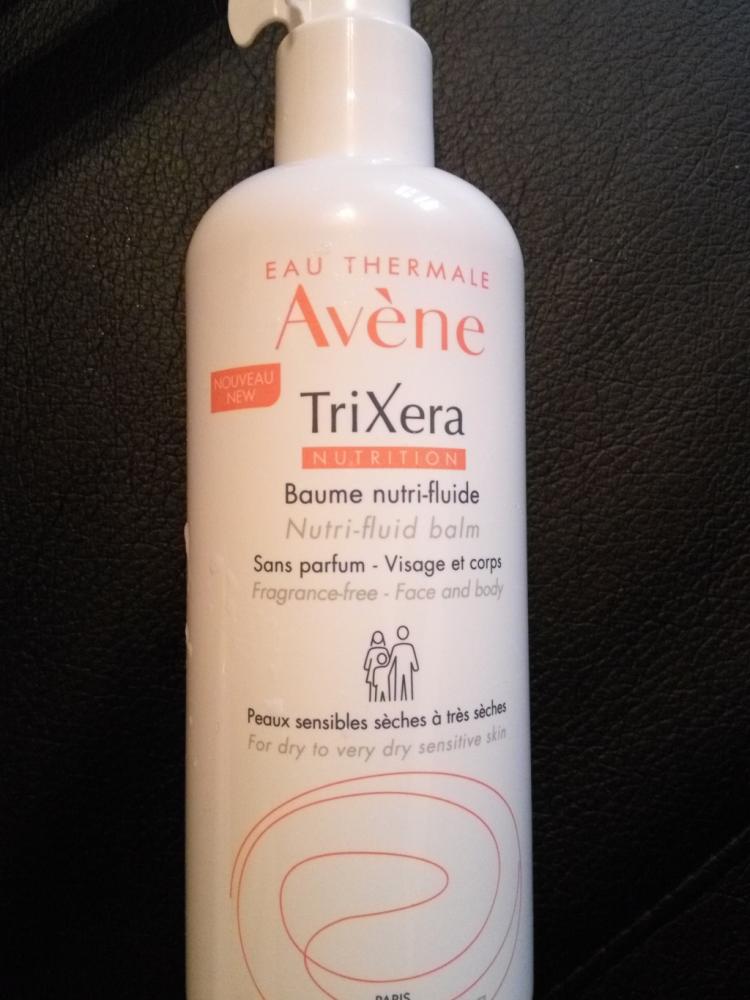 EAU THERMALE
Avène
NOUVEAU
NEW
TriXera
NUTRITION
Baume nutri-fluide
Nutri-fluid balm
Sans parfum - Visage et corps
Fragrance-free - Face and body
Peaux sensibles sèches à très sèches
For dry to very dry sensitive skin
PARIS